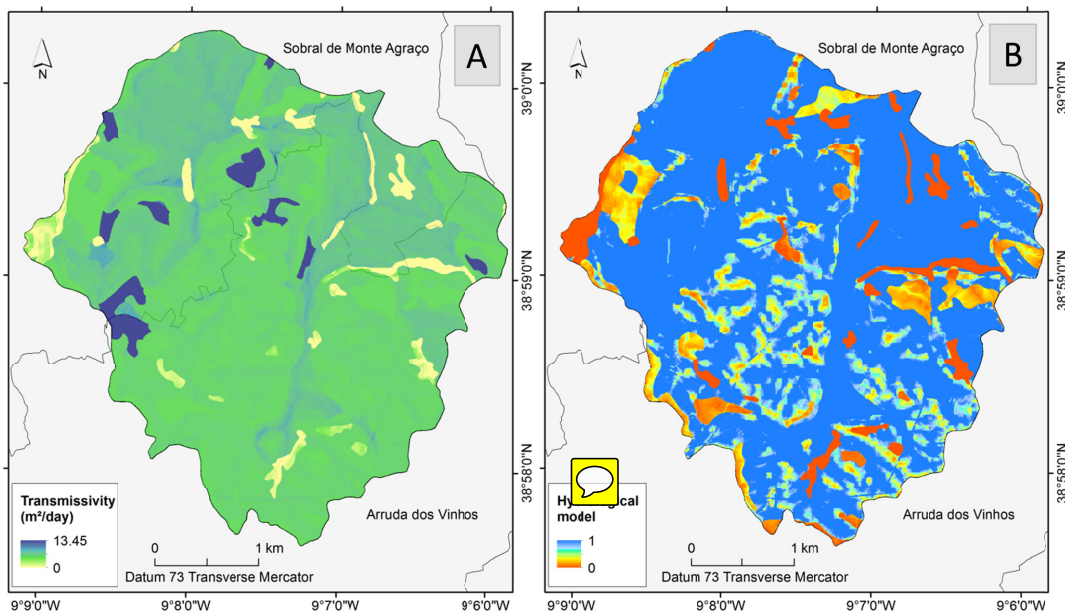 A
Sobral de Monte Agraço
N
39°0'0"N
38°59'0"N
38°58'0"N
Transmissivity
(m²/day)
13.45
0
0 1 km
Datum 73 Transverse Mercator
Arruda dos Vinhos
9°9'0"W 9°8'0"W 9°7'0"W 9°6'0"W
B
Sobral de Monte Agraço
N
39°0'0"N
38°59'0"N
38°58'0"N
model
1
0
0 1 km
Datum 73 Transverse Mercator
Arruda dos Vinhos
9°9'0"W 9°8'0"W 9°7'0"W 9°6'0"W